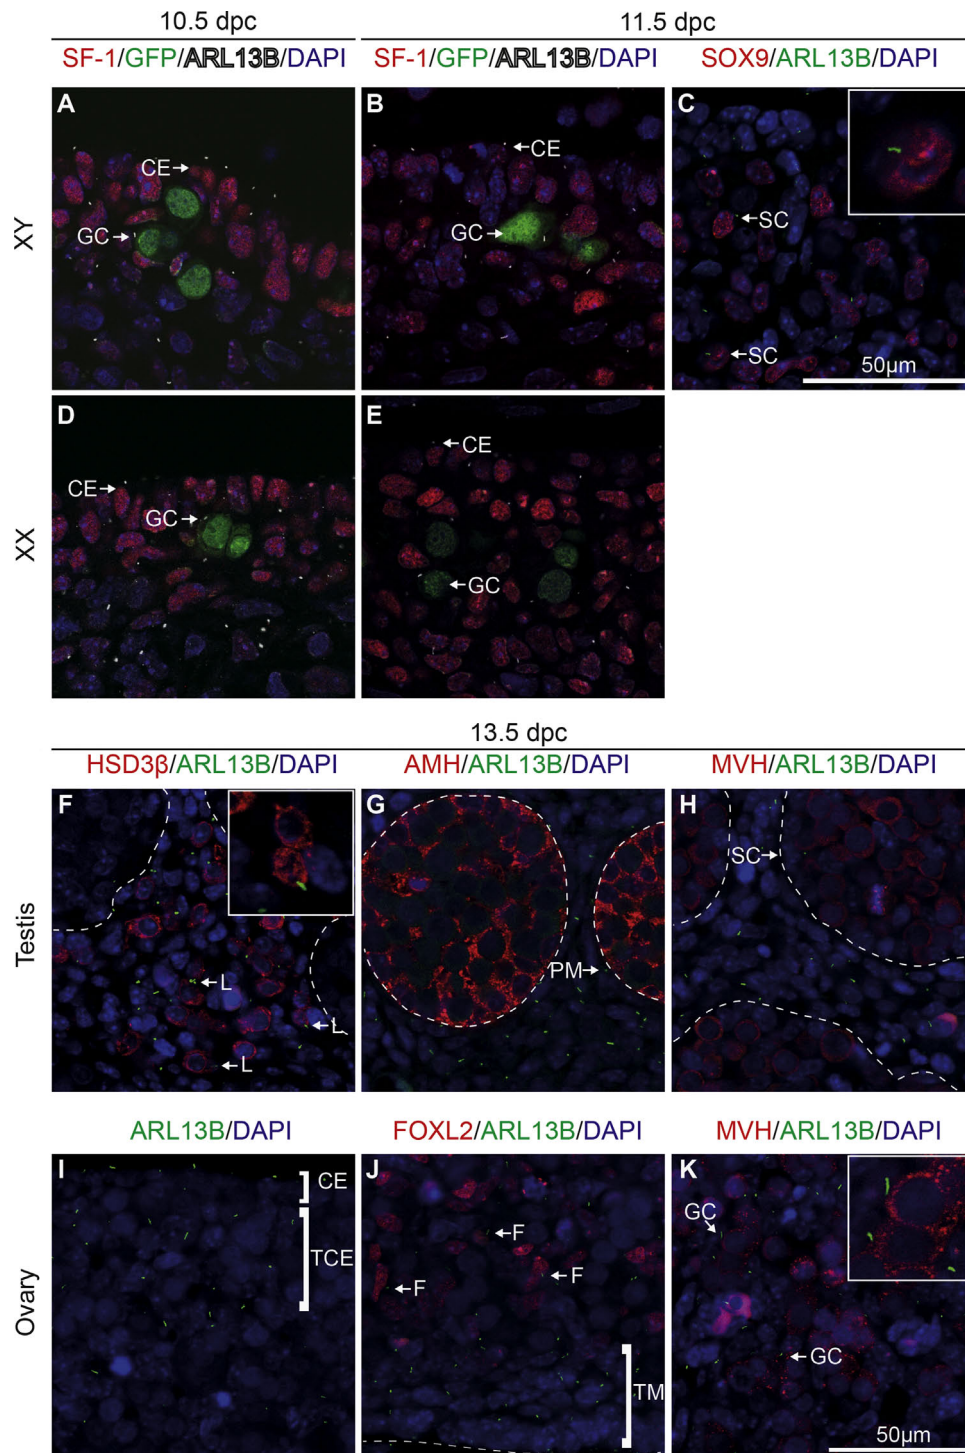 10.5 dpc
11.5 dpc
SF-1/GFP/ARL13B/DAPI
SF-1/GFP/ARL13B/DAPI
SOX9/ARL13B/DAPI
XY
A
CE
GC
B
CE
GC
C
SC
SC
50µm
XX
D
CE
GC
E
CE
GC
13.5 dpc
HSD3β/ARL13B/DAPI
AMH/ARL13B/DAPI
MVH/ARL13B/DAPI
Testis
F
L
L
L
G
PM
H
SC
ARL13B/DAPI
FOXL2/ARL13B/DAPI
MVH/ARL13B/DAPI
Ovary
I
CE
TCE
J
F
F
F
TM
K
GC
GC
50µm